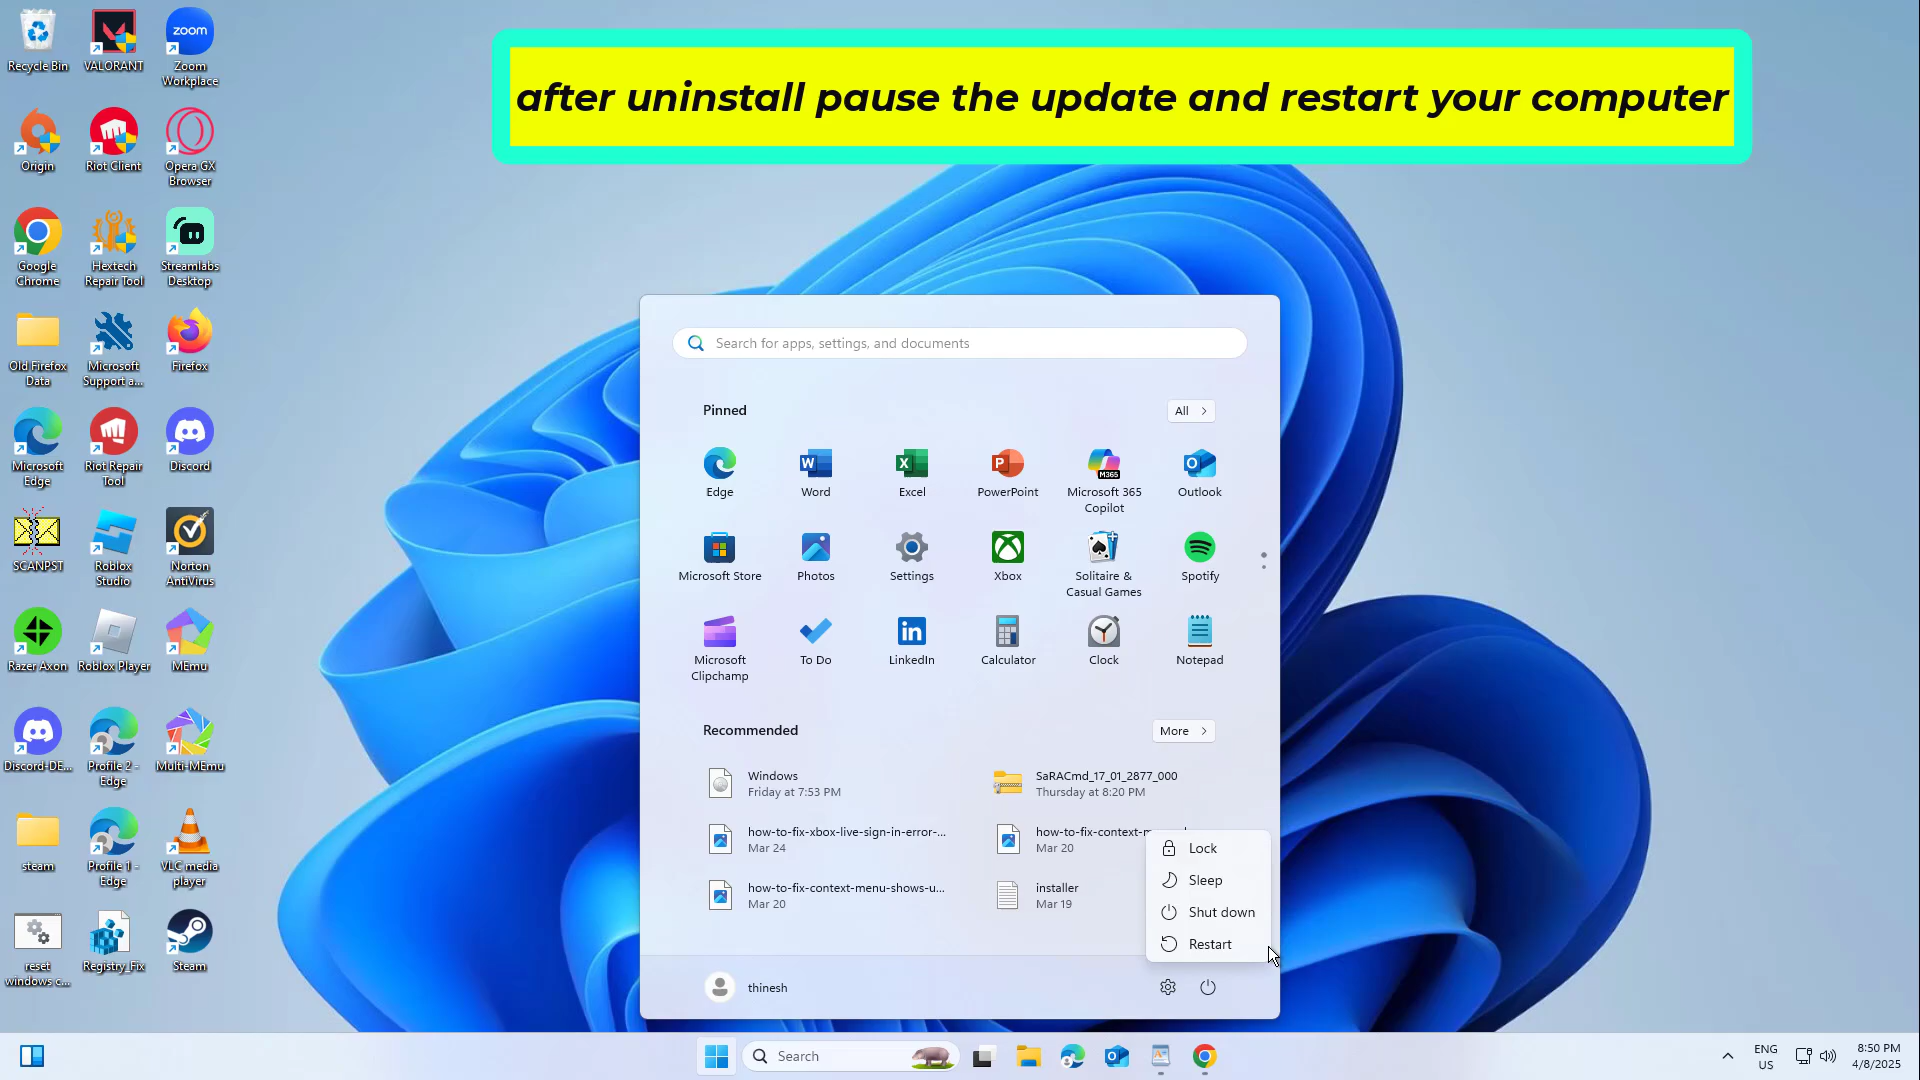 after uninstall pause the update and restart your computer
Recycle Bin
VALORANT
zoom
Zoom
Workplace
Origin
Riot Client
Opera GX
Browser
Google
Chrome
Hextech
Repair Tool
Streamlabs
Desktop
Old Firefox
Data
Microsoft
Support a...
Firefox
Microsoft
Edge
Riot Repair
Tool
Discord
SCANPST
Roblox
Studio
Norton
AntiVirus
Razer Axon
Roblox Player
MEmu
Discord-DE...
Profile 2 -
Edge
Multi-MEmu
steam
Profile 1 -
Edge
VLC media
player
reset
windows c...
Registry_Fix
Steam
Search for apps, settings, and documents
Pinned
All
Edge
Word
Excel
PowerPoint
M365
Microsoft 365
Copilot
Outlook
Microsoft Store
Photos
Settings
Xbox
Solitaire &
Casual Games
Spotify
Microsoft
Clipchamp
To Do
LinkedIn
Calculator
Clock
Notepad
Recommended
More
Windows
Friday at 7:53 PM
SaRACmd_17_01_2877_000
Thursday at 8:20 PM
how-to-fix-xbox-live-sign-in-error-...
Mar 24
how-to-fix-context-m
Mar 20
how-to-fix-context-menu-shows-u...
Mar 20
installer
Mar 19
Lock
Sleep
Shut down
Restart
thinesh
Search
ENG
US
8:50 PM
4/8/2025